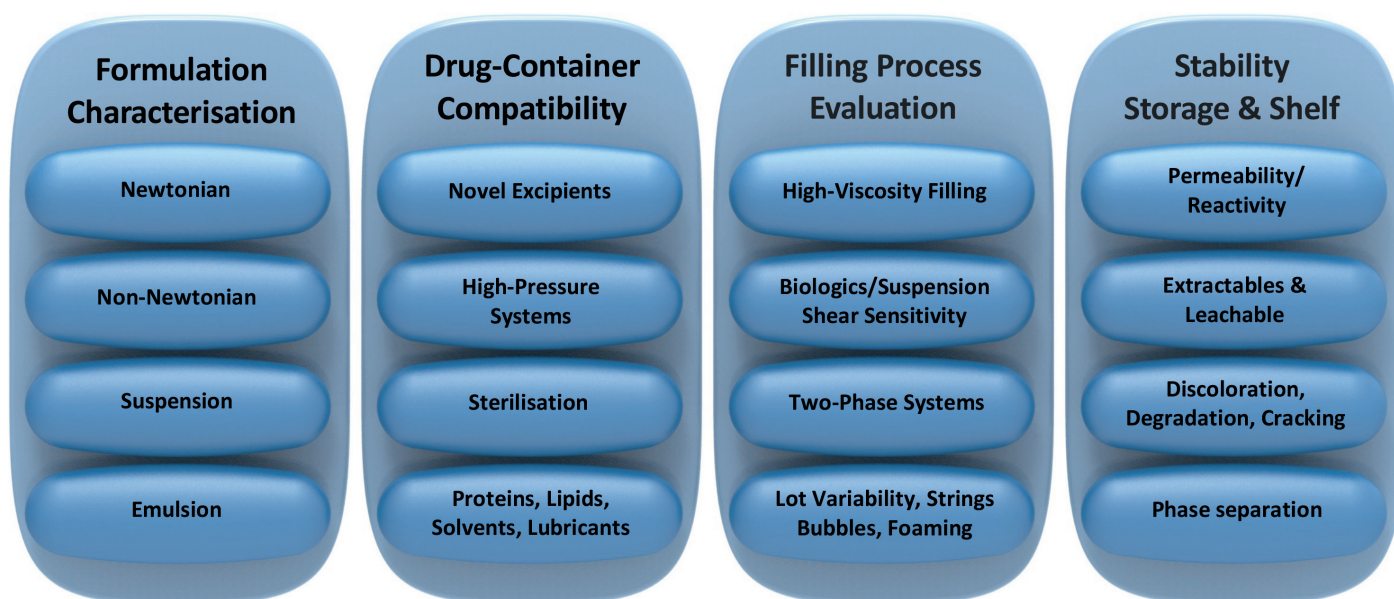 Formulation
Characterisation
Newtonian
Non-Newtonian
Suspension
Emulsion
Drug-Container
Compatibility
Novel Excipients
High-Pressure
Systems
Sterilisation
Proteins, Lipids,
Solvents, Lubricants
Filling Process
Evaluation
High-Viscosity Filling
Biologics/Suspension
Shear Sensitivity
Two-Phase Systems
Lot Variability, Strings
Bubbles, Foaming
Stability
Storage & Shelf
Permeability/
Reactivity
Extractables &
Leachable
Discoloration,
Degradation, Cracking
Phase separation